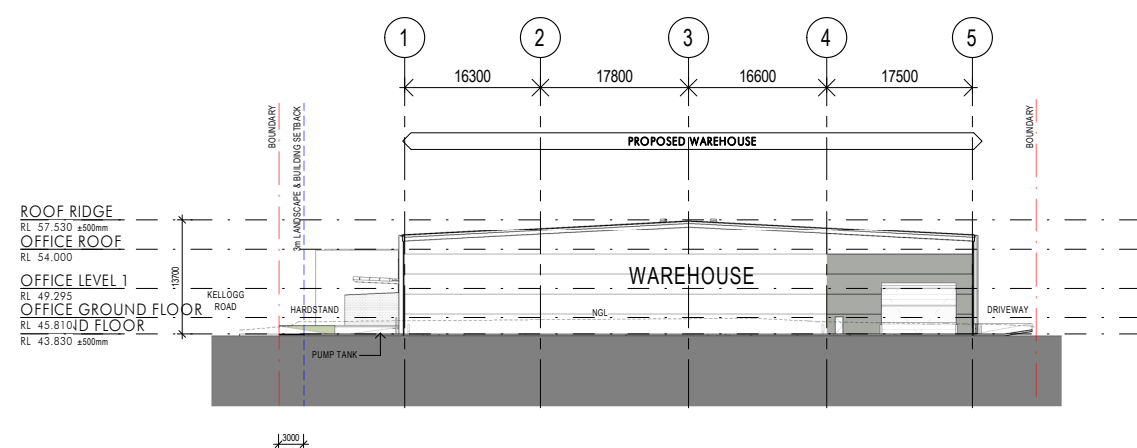 1 2 3 4 5
16300 17800 16600 17500
BOUNDARY
3m LANDSCAPE & BUILDING SETBACK
BOUNDARY
PROPOSED WAREHOUSE
ROOF RIDGE
RL 57.530 ±500mm
OFFICE ROOF
RL 54.000
13700
WAREHOUSE
OFFICE LEVEL 1
RL 49.295
KELLOGG
ROAD
HARDSTAND
NGL
DRIVEWAY
OFFICE GROUND FLOOR
RL 45.810
ND FLOOR
RL 43.830 ±500mm
PUMP TANK
3000